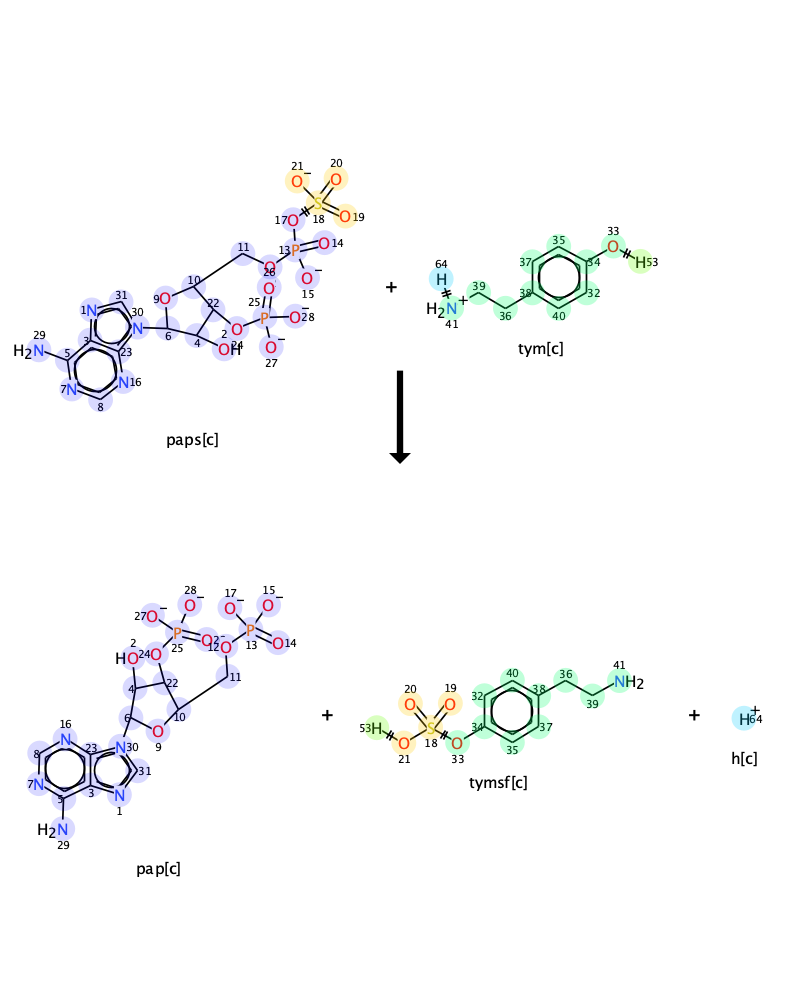 21 O− 20 O
S 18 O 19
17 O
11 13 P O 14
O− 15
26 O
O
10
9 O 22 25 P O− 28
31 1 N 30 N 6 4 2 O 24 OH O− 27
29 H2N 5 3 23
7 N N 16
8
paps[c]
+
64 H
H2N+ 41
39 36 38 37 35 34 32 40
33 O H 53
tym[c]
28 O− 17 O− 15 O−
27 O− P 25 O 12 O P 13 O 14
2 HO 24 O
4 22 11
6 10
O 9
16 N 23 N 30
8 31
7 N 5 3 N 1
H2N 29
pap[c]
+
20 O 19 O
53 H O 21 S 18 O 33
32 40 38 34 35 37
36 39 41 NH2
tymsf[c]
+
H+ 64
h[c]